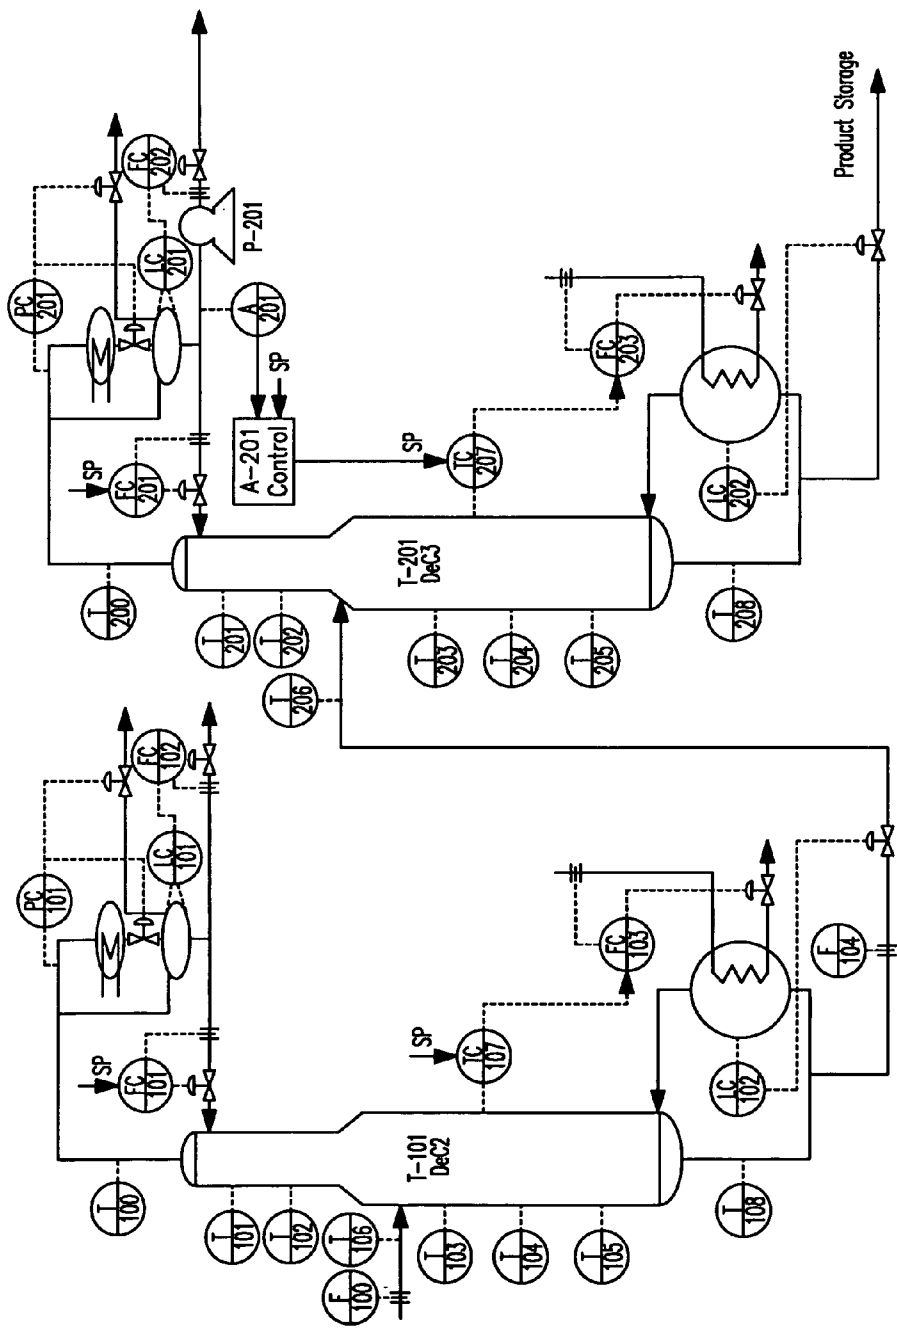 PC
201
FC
202
LC
201
P-201
SP
FC
201
A
201
SP
A-201
Control
SP
TC
207
FC
203
LC
202
Product Storage
T
200
T
201
T
202
T-201
DeC3
T
203
T
204
T
205
T
206
T
208
PC
101
FC
102
LC
101
SP
FC
101
SP
TC
107
FC
103
LC
102
F
104
T
100
T
101
T
102
T-101
DeC2
T
106
F
100
T
103
T
104
T
105
T
108